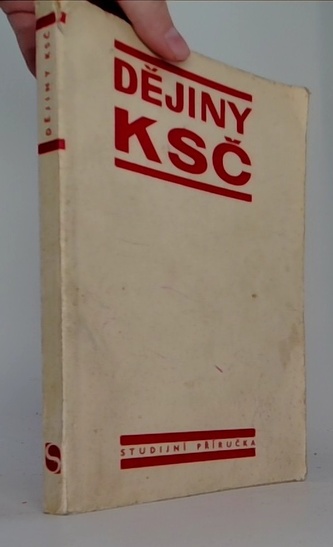 DĚJINY
KSČ
STUDIJNÍ PŘÍRUČKA
DĚJINY KSČ
S